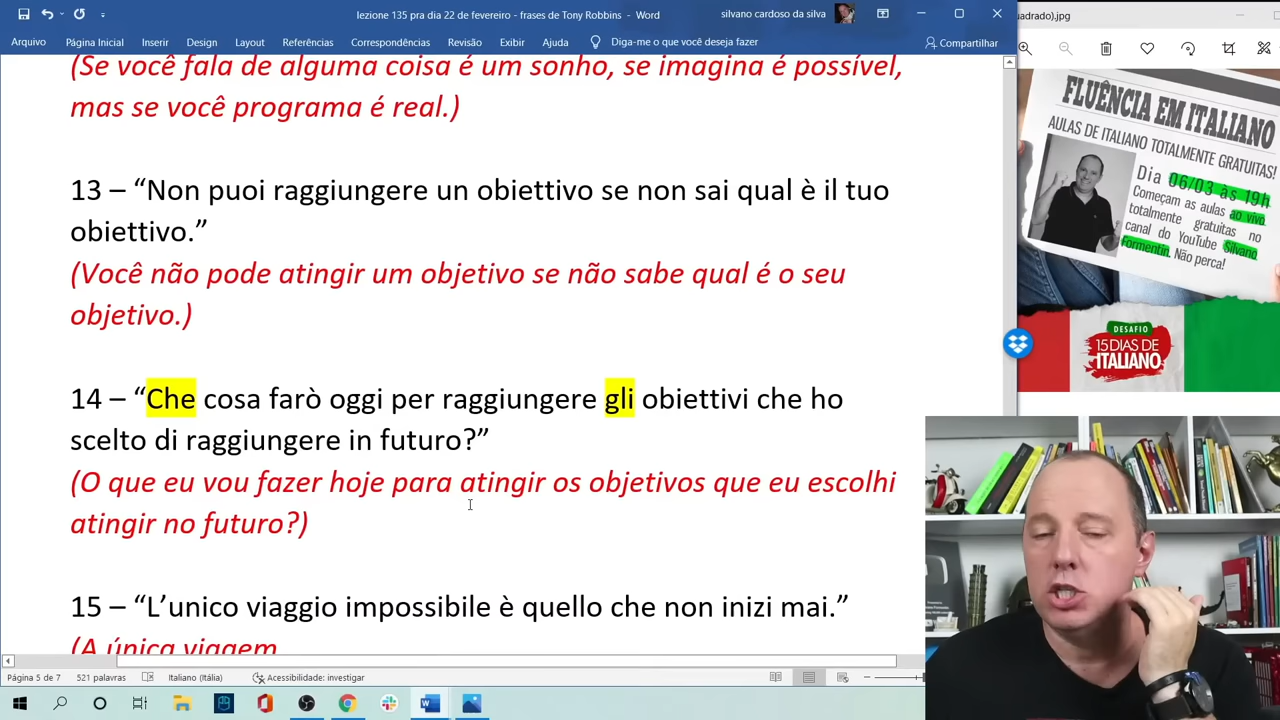 lezione 135 pra dia 22 de fevereiro - frases de Tony Robbins - Word
silvano cardoso da silva
uadrado).jpg
Arquivo Página Inicial Inserir Design Layout Referências Correspondências Revisão Exibir Ajuda Diga-me o que você deseja fazer Compartilhar
(Se você fala de alguma coisa é um sonho, se imagina é possível,
mas se você programa é real.)
13 – “Non puoi raggiungere un obiettivo se non sai qual è il tuo
obiettivo.”
(Você não pode atingir um objetivo se não sabe qual é o seu
objetivo.)
14 – “Che cosa farò oggi per raggiungere gli obiettivi che ho
scelto di raggiungere in futuro?”
(O que eu vou fazer hoje para atingir os objetivos que eu escolhi
atingir no futuro?)
15 – “L’unico viaggio impossibile è quello che non inizi mai.”
(A única viagem
Página 5 de 7 521 palavras Italiano (Itália) Acessibilidade: investigar
FLUÊNCIA EM ITALIANO
AULAS DE ITALIANO TOTALMENTE GRATUITAS!
Dia 06/03 às 19h
Começam as aulas ao vivo
totalmente gratuitas no
canal do YouTube Silvano
Formentin. Não perca!
DESAFIO
15 DIAS DE
ITALIANO